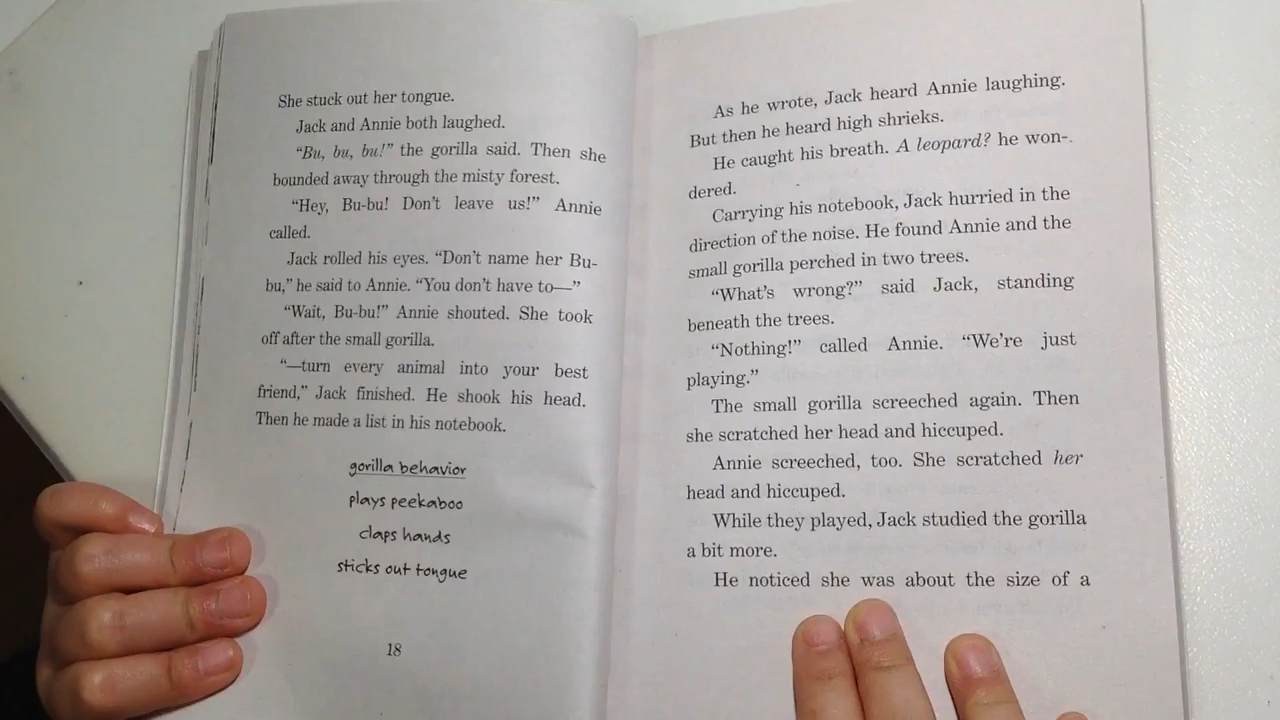 She stuck out her tongue.
Jack and Annie both laughed.
“Bu, bu, bu!” the gorilla said. Then she
bounded away through the misty forest.
“Hey, Bu-bu! Don’t leave us!” Annie
called.
Jack rolled his eyes. “Don’t name her Bu-
bu,” he said to Annie. “You don’t have to—”
“Wait, Bu-bu!” Annie shouted. She took
off after the small gorilla.
“—turn every animal into your best
friend,” Jack finished. He shook his head.
Then he made a list in his notebook.
gorilla behavior
plays peekaboo
claps hands
sticks out tongue
18
As he wrote, Jack heard Annie laughing.
But then he heard high shrieks.
He caught his breath. A leopard? he won-
dered.
Carrying his notebook, Jack hurried in the
direction of the noise. He found Annie and the
small gorilla perched in two trees.
“What’s wrong?” said Jack, standing
beneath the trees.
“Nothing!” called Annie. “We’re just
playing.”
The small gorilla screeched again. Then
she scratched her head and hiccuped.
Annie screeched, too. She scratched her
head and hiccuped.
While they played, Jack studied the gorilla
a bit more.
He noticed she was about the size of a